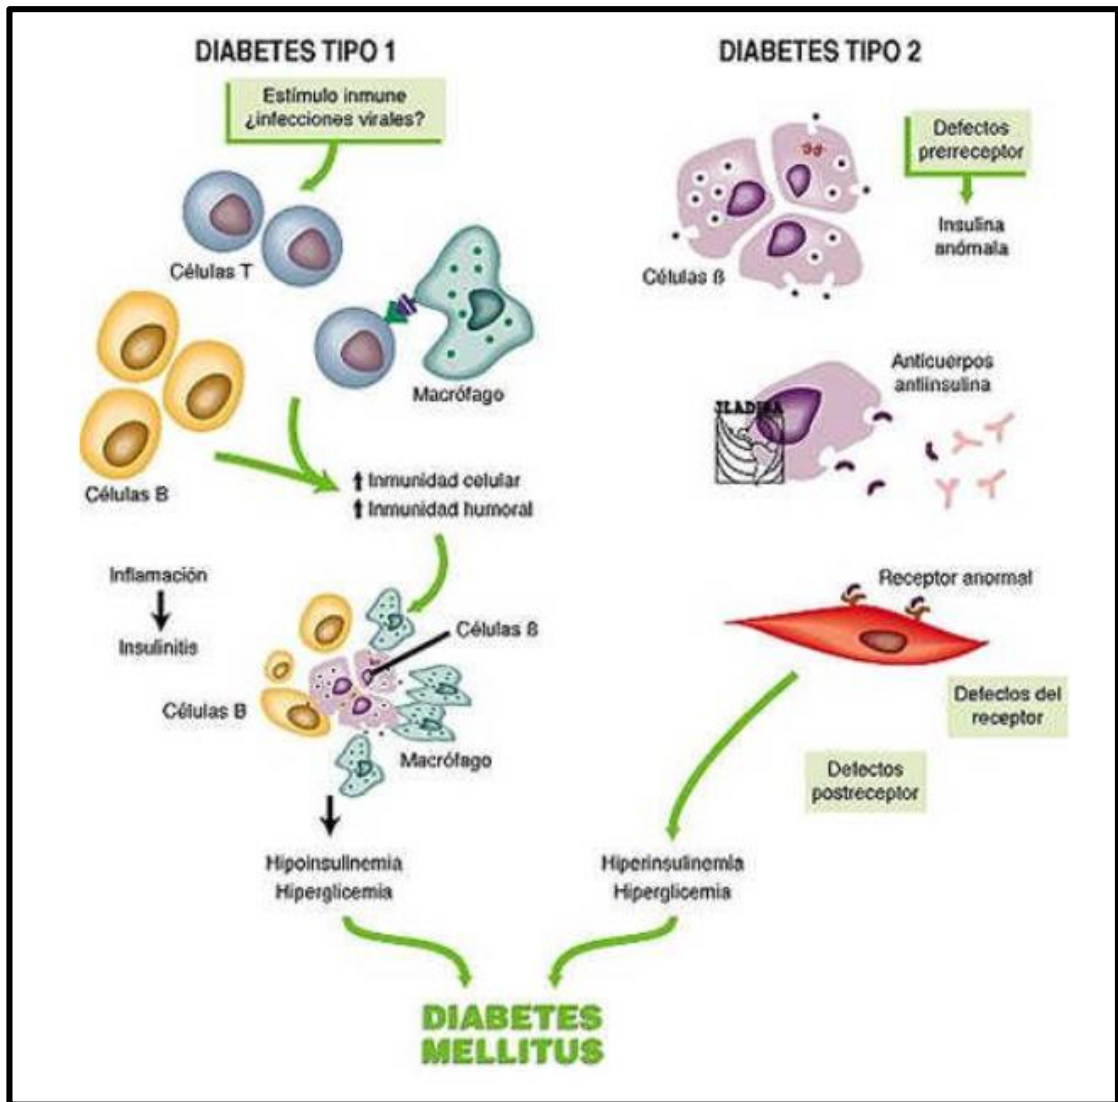 DIABETES TIPO 1
Estímulo inmune
¿infecciones virales?
Células T
Macrófago
Células B
↑ Inmunidad celular
↑ Inmunidad humoral
Inflamación
Insulinitis
Células ß
Células B
Macrófago
Hipoinsulinemia
Hiperglicemia
DIABETES TIPO 2
Defectos
prerreceptor
Insulina
anómala
Células ß
Anticuerpos
antiinsulina
Receptor anormal
Defectos del
receptor
Defectos
postreceptor
Hiperinsulinemia
Hiperglicemia
DIABETES
MELLITUS